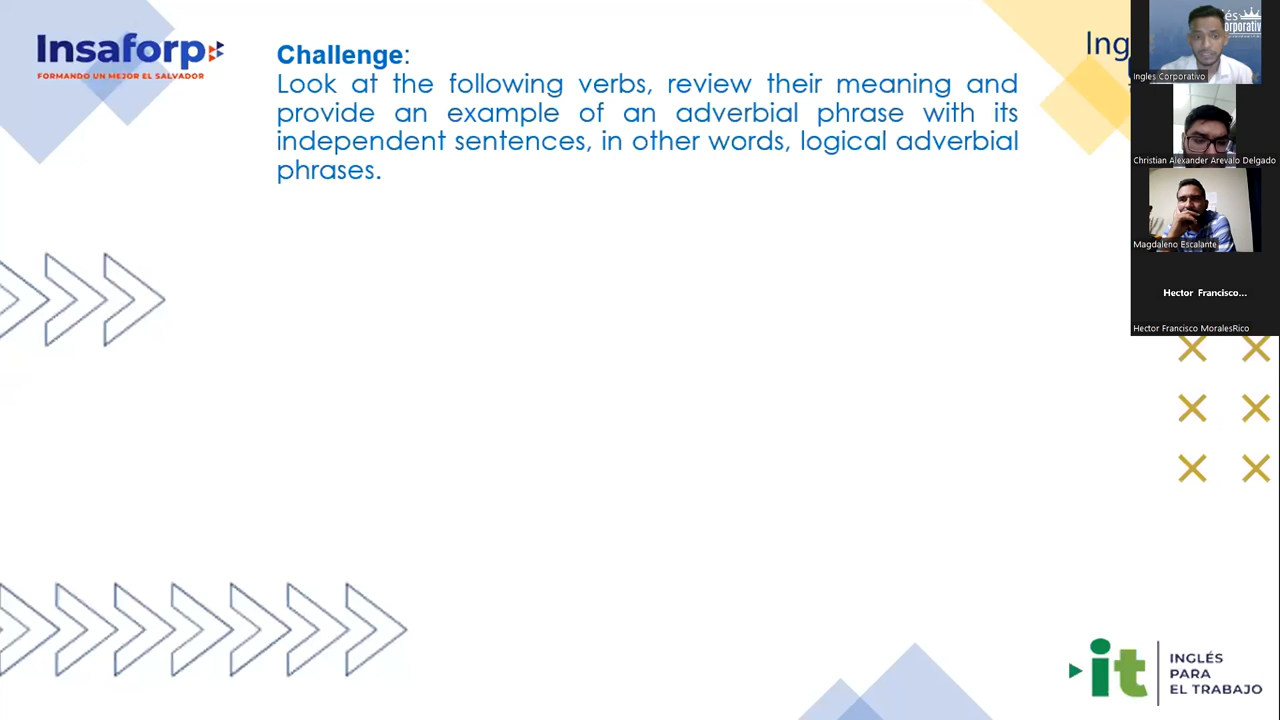 Insaforp
FORMANDO UN MEJOR EL SALVADOR
Challenge:
Look at the following verbs, review their meaning and
provide an example of an adverbial phrase with its
independent sentences, in other words, logical adverbial
phrases.
Ing
Ingles Corporativo
Christian Alexander Arevalo Delgado
Magdaleno Escalante
Hector Francisco...
Hector Francisco MoralesRico
it
INGLÉS
PARA
EL TRABAJO